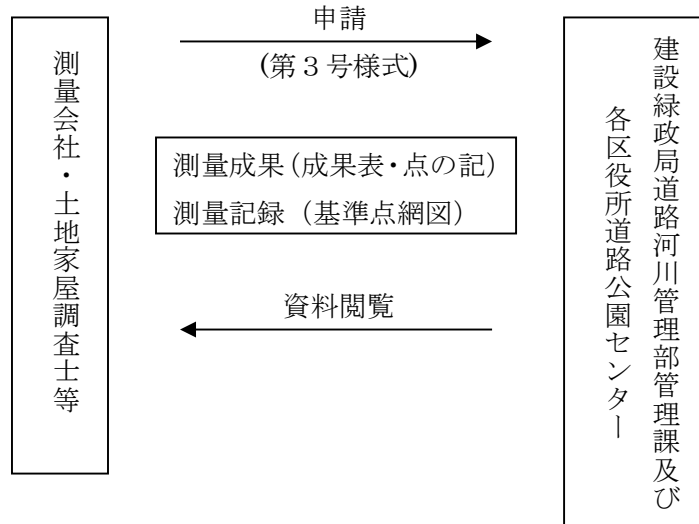 測量会社・土地家屋調査士等
申請
(第3号様式)
測量成果(成果表・点の記)
測量記録(基準点網図)
資料閲覧
建設緑政局道路河川管理部管理課及び
各区役所道路公園センター